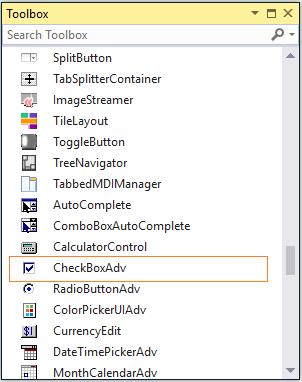 Toolbox
Search Toolbox
SplitButton
TabSplitterContainer
ImageStreamer
TileLayout
ToggleButton
TreeNavigator
TabbedMDIManager
AutoComplete
ComboBoxAutoComplete
CalculatorControl
CheckBoxAdv
RadioButtonAdv
ColorPickerUIAdv
CurrencyEdit
DateTimePickerAdv
MonthCalendarAdv